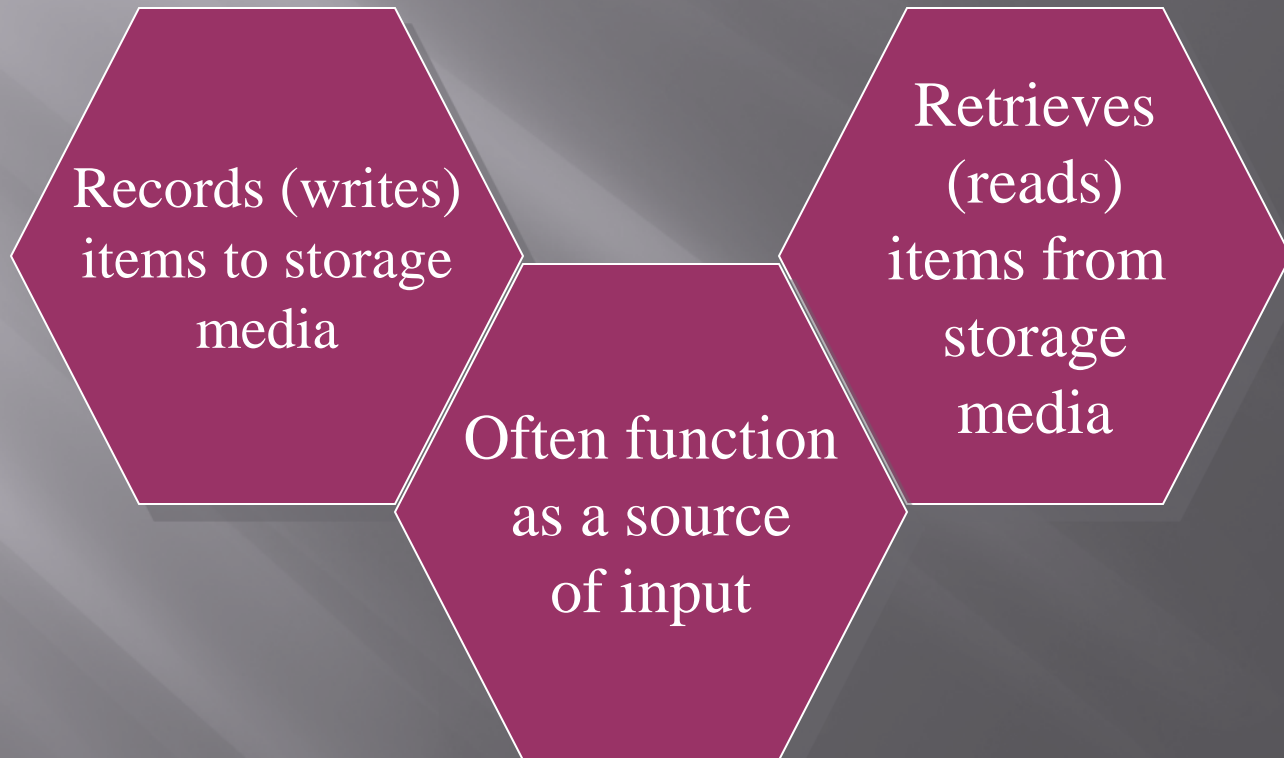 Records (writes)
items to storage
media
Often function
as a source
of input
Retrieves
(reads)
items from
storage
media